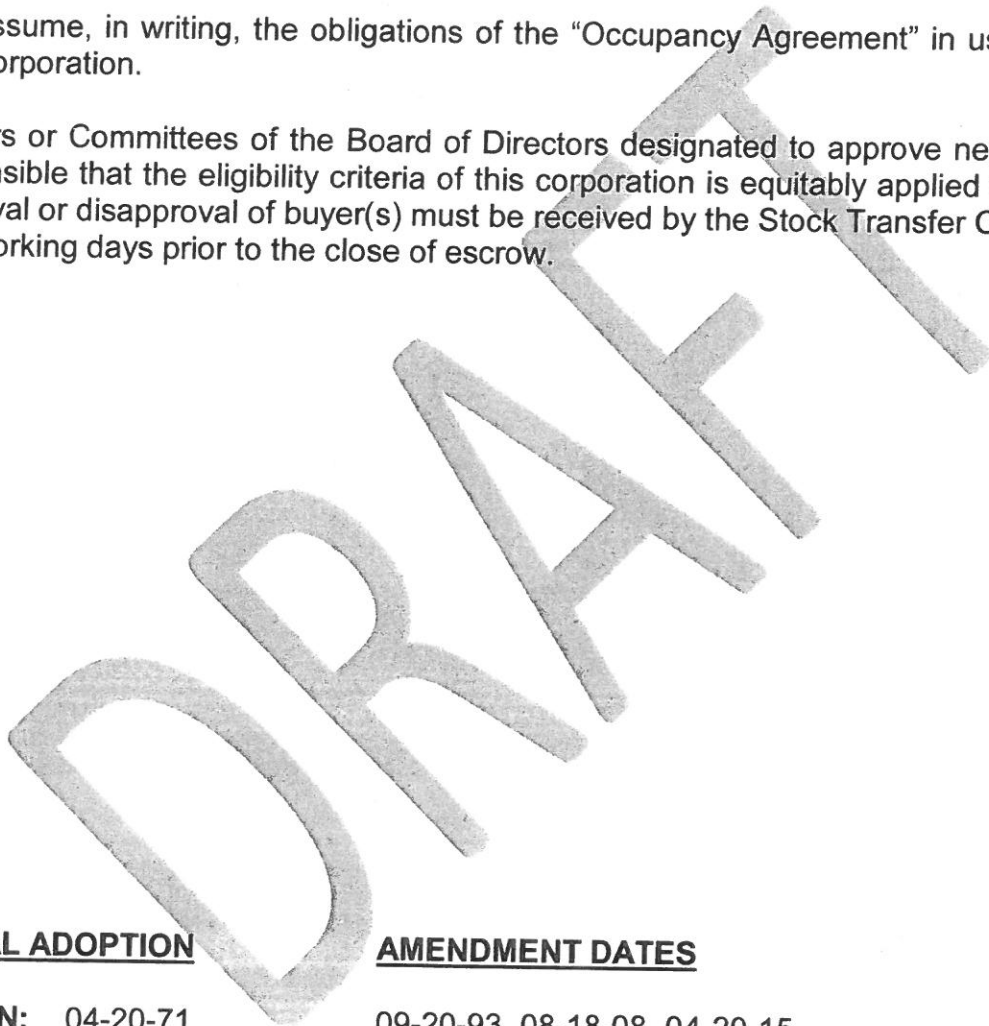 ssume, in writing, the obligations of the “Occupancy Agreement” in us
orporation.
rs or Committees of the Board of Directors designated to approve ne
nsible that the eligibility criteria of this corporation is equitably applied
val or disapproval of buyer(s) must be received by the Stock Transfer O
orking days prior to the close of escrow.
DRAFT
L ADOPTION AMENDMENT DATES
N: 04-20-71 09-20-93, 08-18-08, 04-20-15